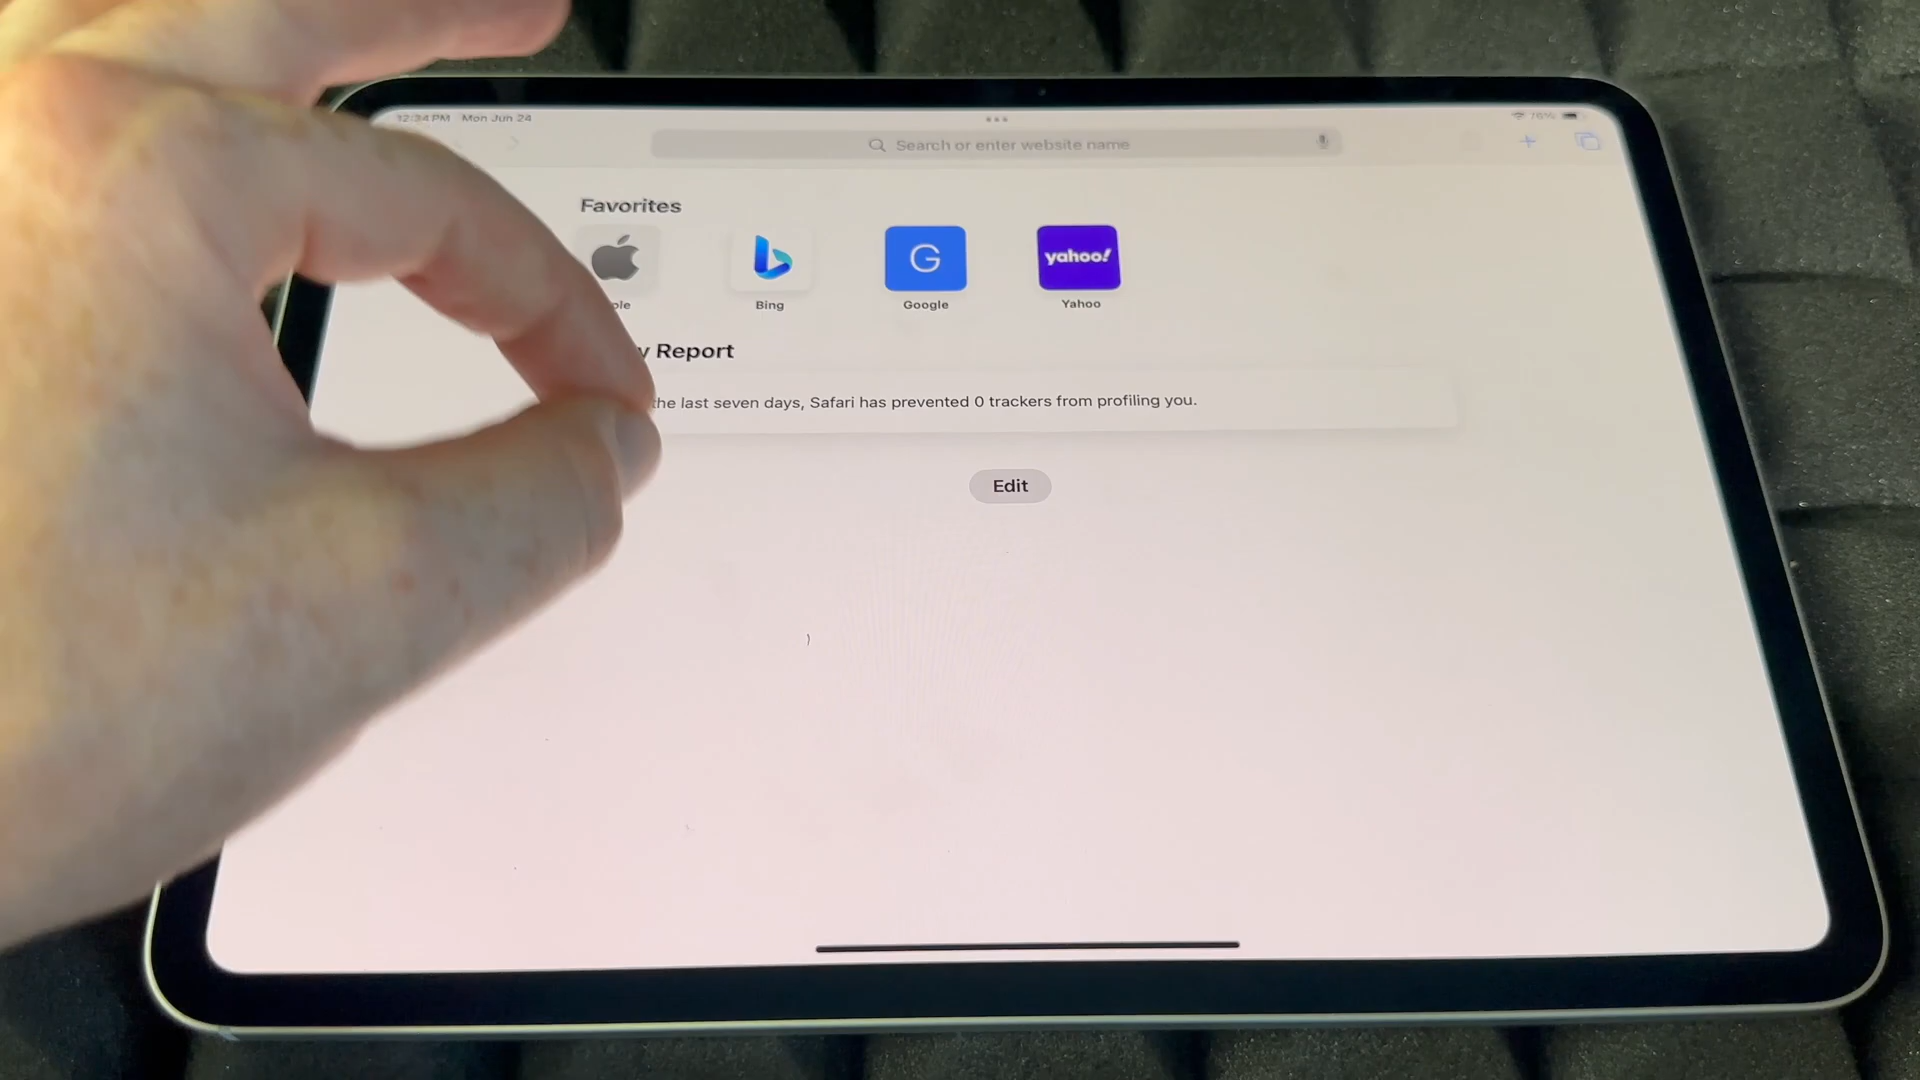 12:34 PM Mon Jun 24
76%
Search or enter website name
Favorites
yahoo!
Bing
Google
Yahoo
Report
the last seven days, Safari has prevented 0 trackers from profiling you.
Edit